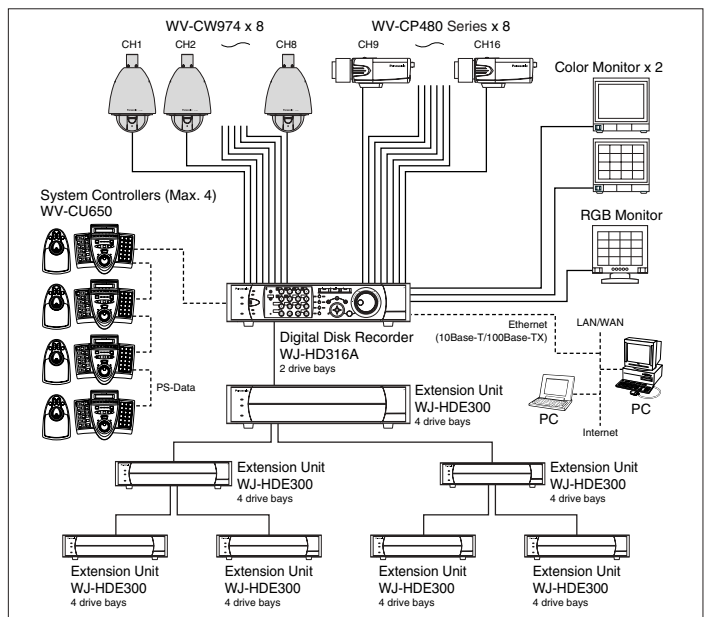 WV-CW974 x 8
CH1
CH2
CH8
WV-CP480 Series x 8
CH9
CH16
Color Monitor x 2
System Controllers (Max. 4)
WV-CU650
RGB Monitor
PS-Data
Digital Disk Recorder
WJ-HD316A
2 drive bays
Ethernet
(10Base-T/100Base-TX)
LAN/WAN
PC
PC
Internet
Extension Unit
WJ-HDE300
4 drive bays
Extension Unit
WJ-HDE300
4 drive bays
Extension Unit
WJ-HDE300
4 drive bays
Extension Unit
WJ-HDE300
4 drive bays
Extension Unit
WJ-HDE300
4 drive bays
Extension Unit
WJ-HDE300
4 drive bays
Extension Unit
WJ-HDE300
4 drive bays